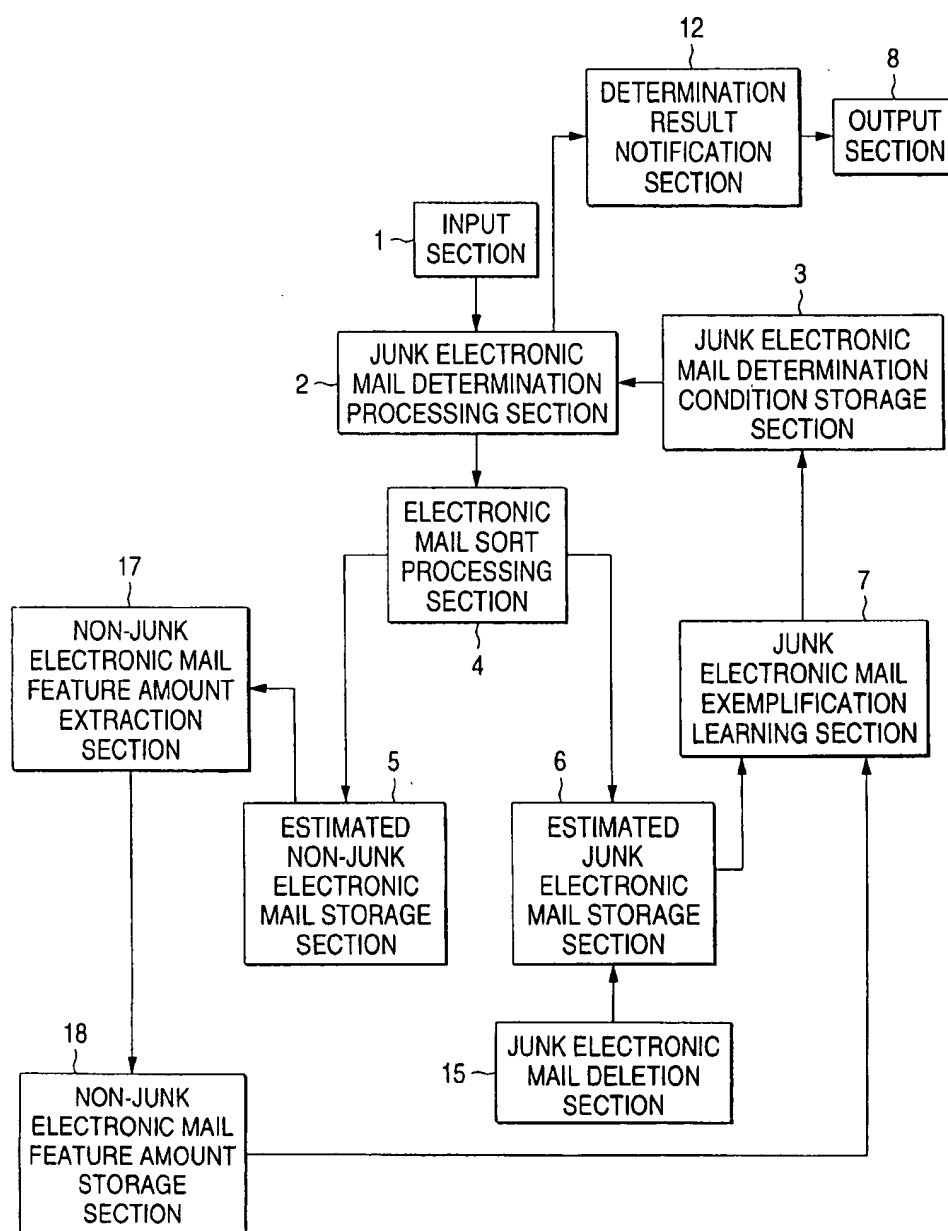 12
DETERMINATION
RESULT
NOTIFICATION
SECTION
8
OUTPUT
SECTION
1
INPUT
SECTION
2
JUNK ELECTRONIC
MAIL DETERMINATION
PROCESSING SECTION
3
JUNK ELECTRONIC
MAIL DETERMINATION
CONDITION STORAGE
SECTION
ELECTRONIC
MAIL SORT
PROCESSING
SECTION
4
17
NON-JUNK
ELECTRONIC MAIL
FEATURE AMOUNT
EXTRACTION
SECTION
7
JUNK
ELECTRONIC MAIL
EXEMPLIFICATION
LEARNING SECTION
5
ESTIMATED
NON-JUNK
ELECTRONIC
MAIL STORAGE
SECTION
6
ESTIMATED
JUNK
ELECTRONIC
MAIL STORAGE
SECTION
15
JUNK ELECTRONIC
MAIL DELETION
SECTION
18
NON-JUNK
ELECTRONIC MAIL
FEATURE AMOUNT
STORAGE
SECTION